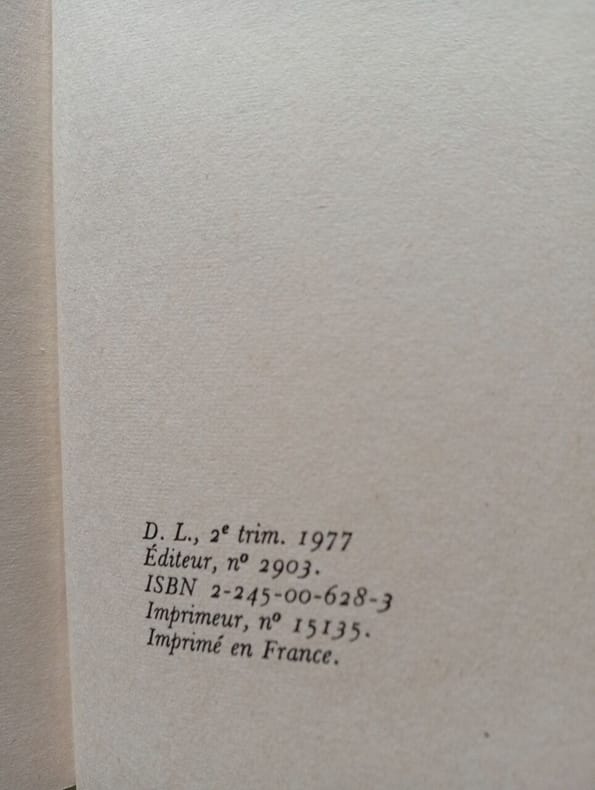 D. L., 2e trim. 1977
Éditeur, nº 2903.
ISBN 2-245-00-628-3
Imprimeur, nº 15135.
Imprimé en France.